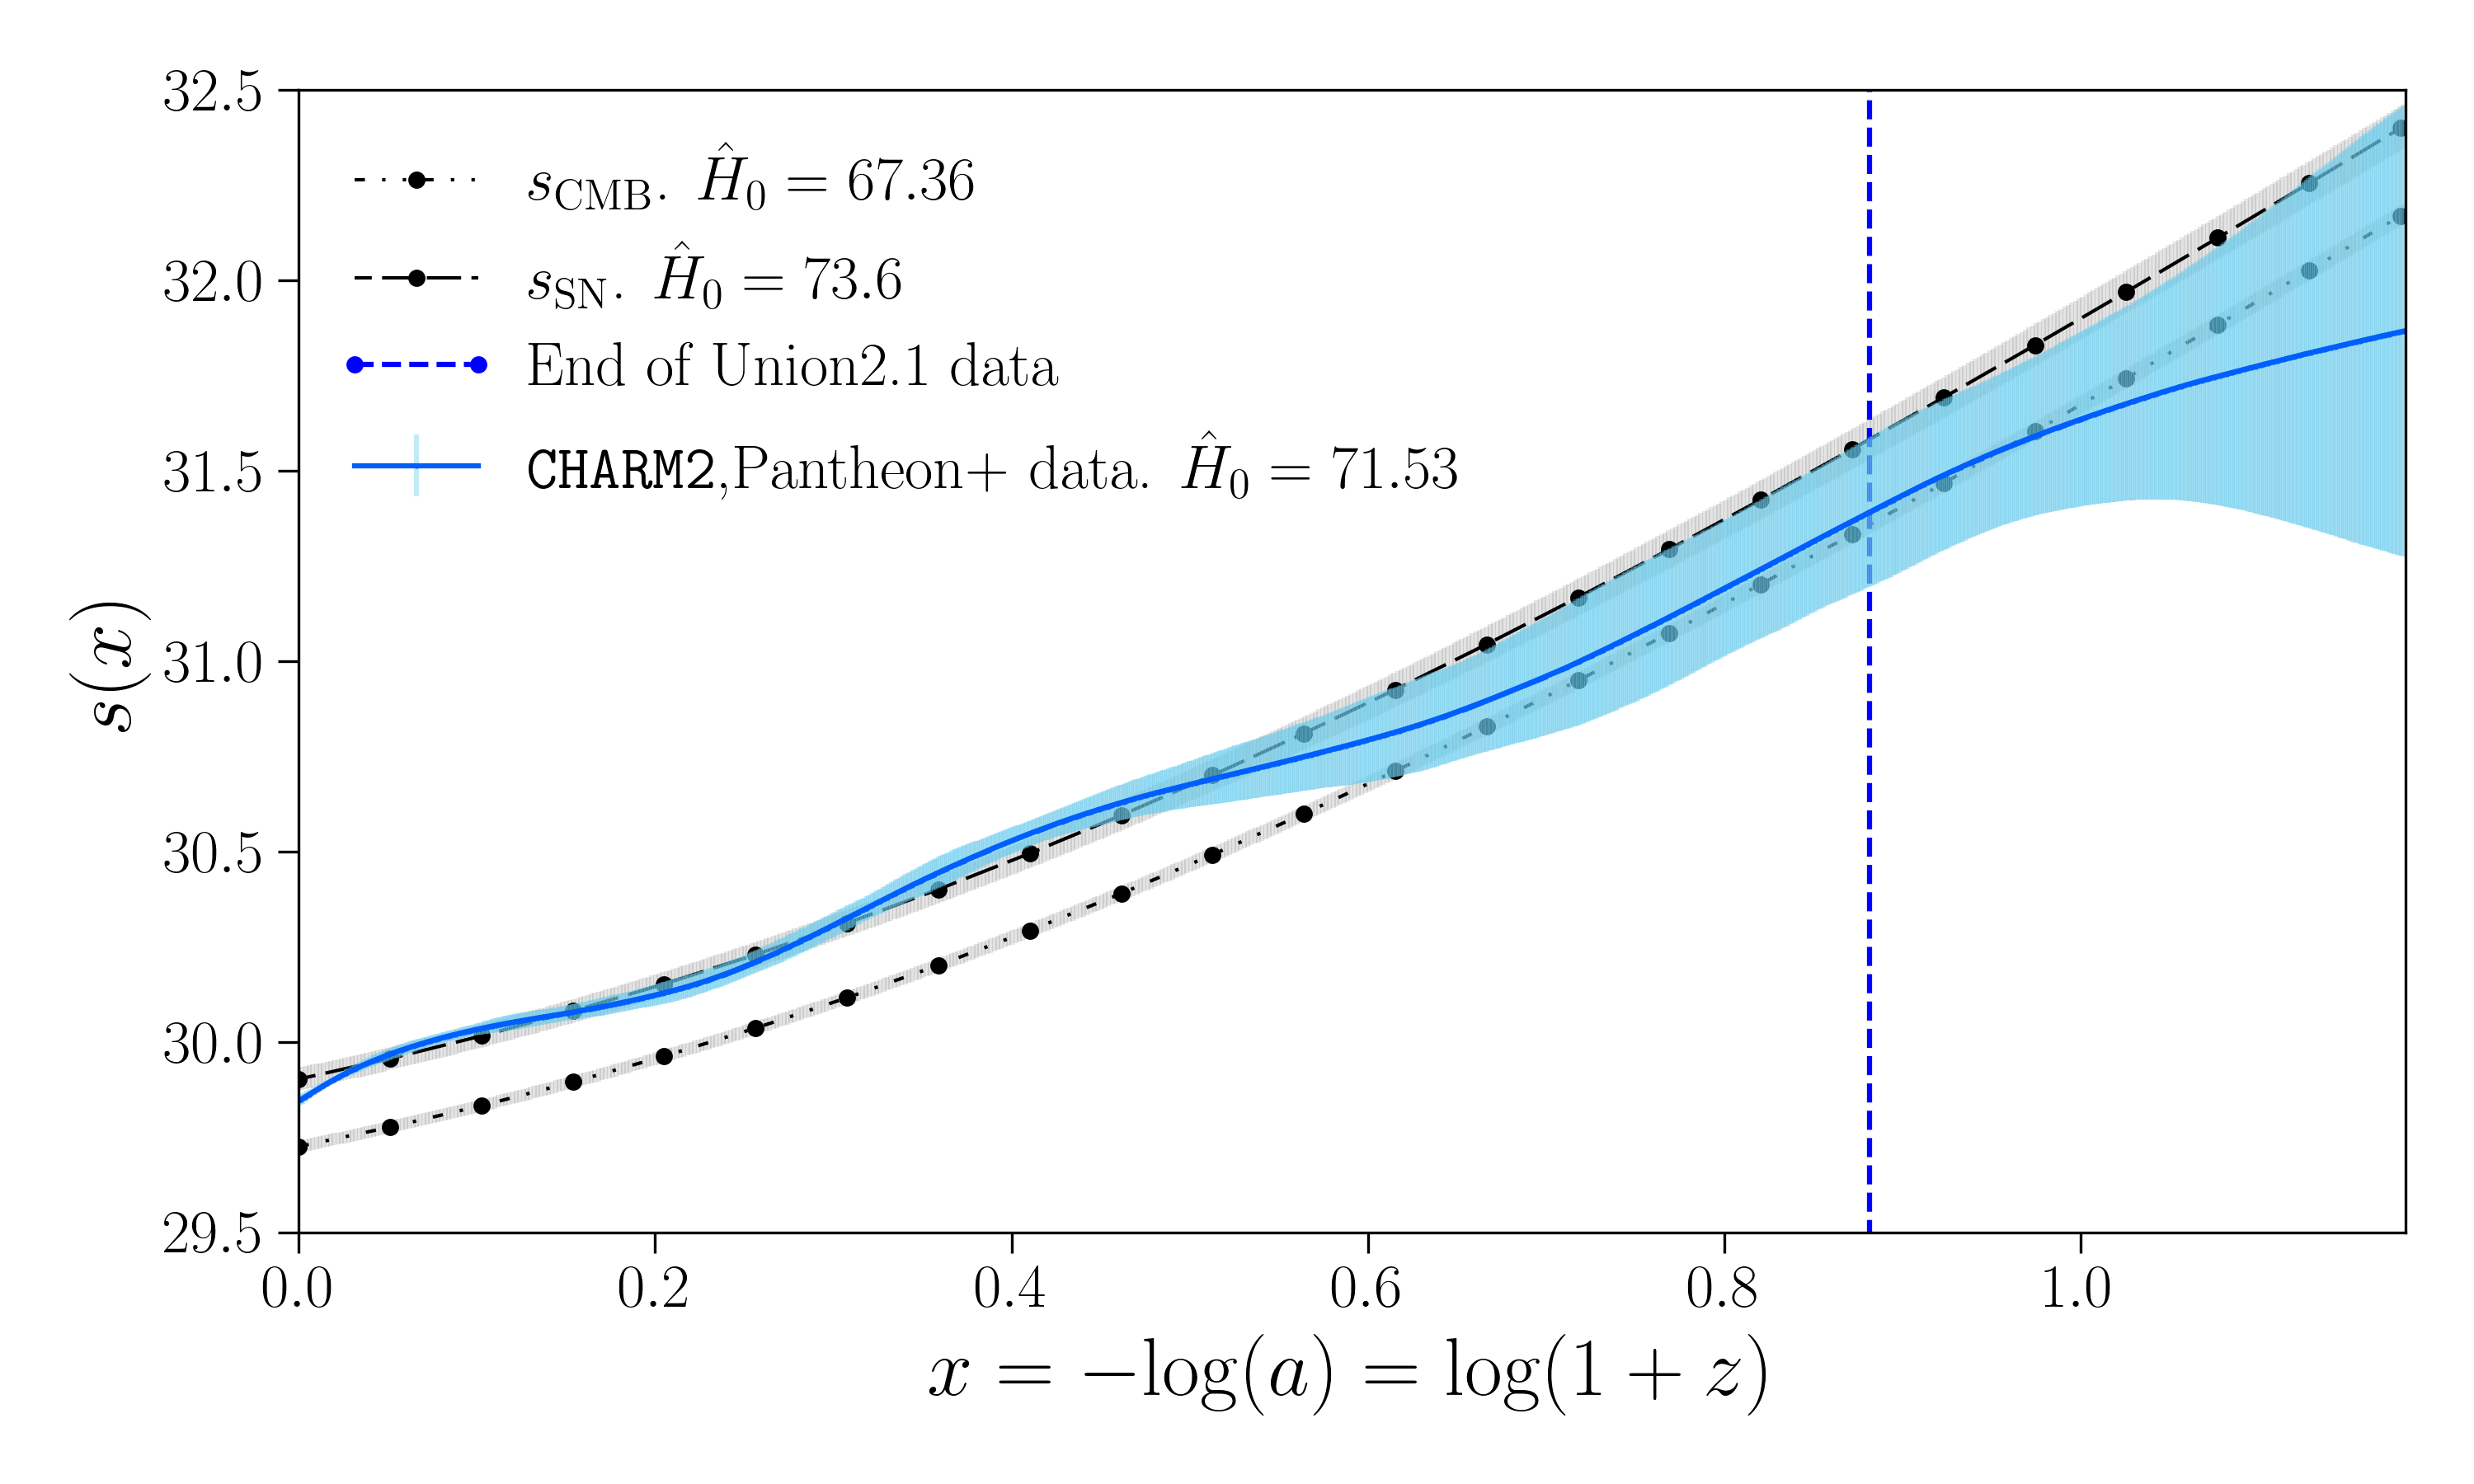 32.5
32.0
31.5
31.0
30.5
30.0
29.5
s(x)
s_CMB. Ĥ_0 = 67.36
s_SN. Ĥ_0 = 73.6
End of Union2.1 data
CHARM2,Pantheon+ data. Ĥ_0 = 71.53
0.0 0.2 0.4 0.6 0.8 1.0
x = −log(a) = log(1 + z)